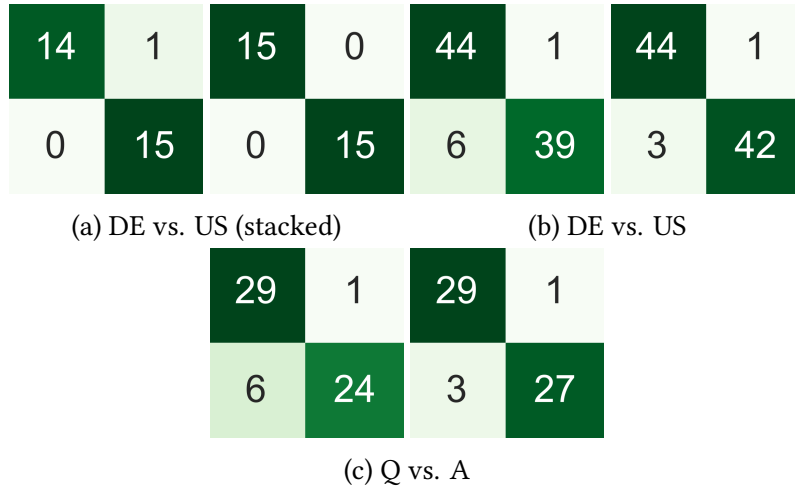 14 1 15 0 44 1 44 1
0 15 0 15 6 39 3 42
(a) DE vs. US (stacked) (b) DE vs. US
29 1 29 1
6 24 3 27
(c) Q vs. A